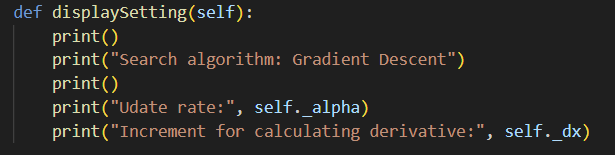 def displaySetting(self):
    print()
    print("Search algorithm: Gradient Descent")
    print()
    print("Udate rate:", self._alpha)
    print("Increment for calculating derivative:", self._dx)